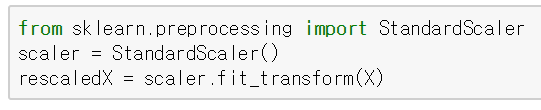 from sklearn.preprocessing import StandardScaler
scaler = StandardScaler()
rescaledX = scaler.fit_transform(X)